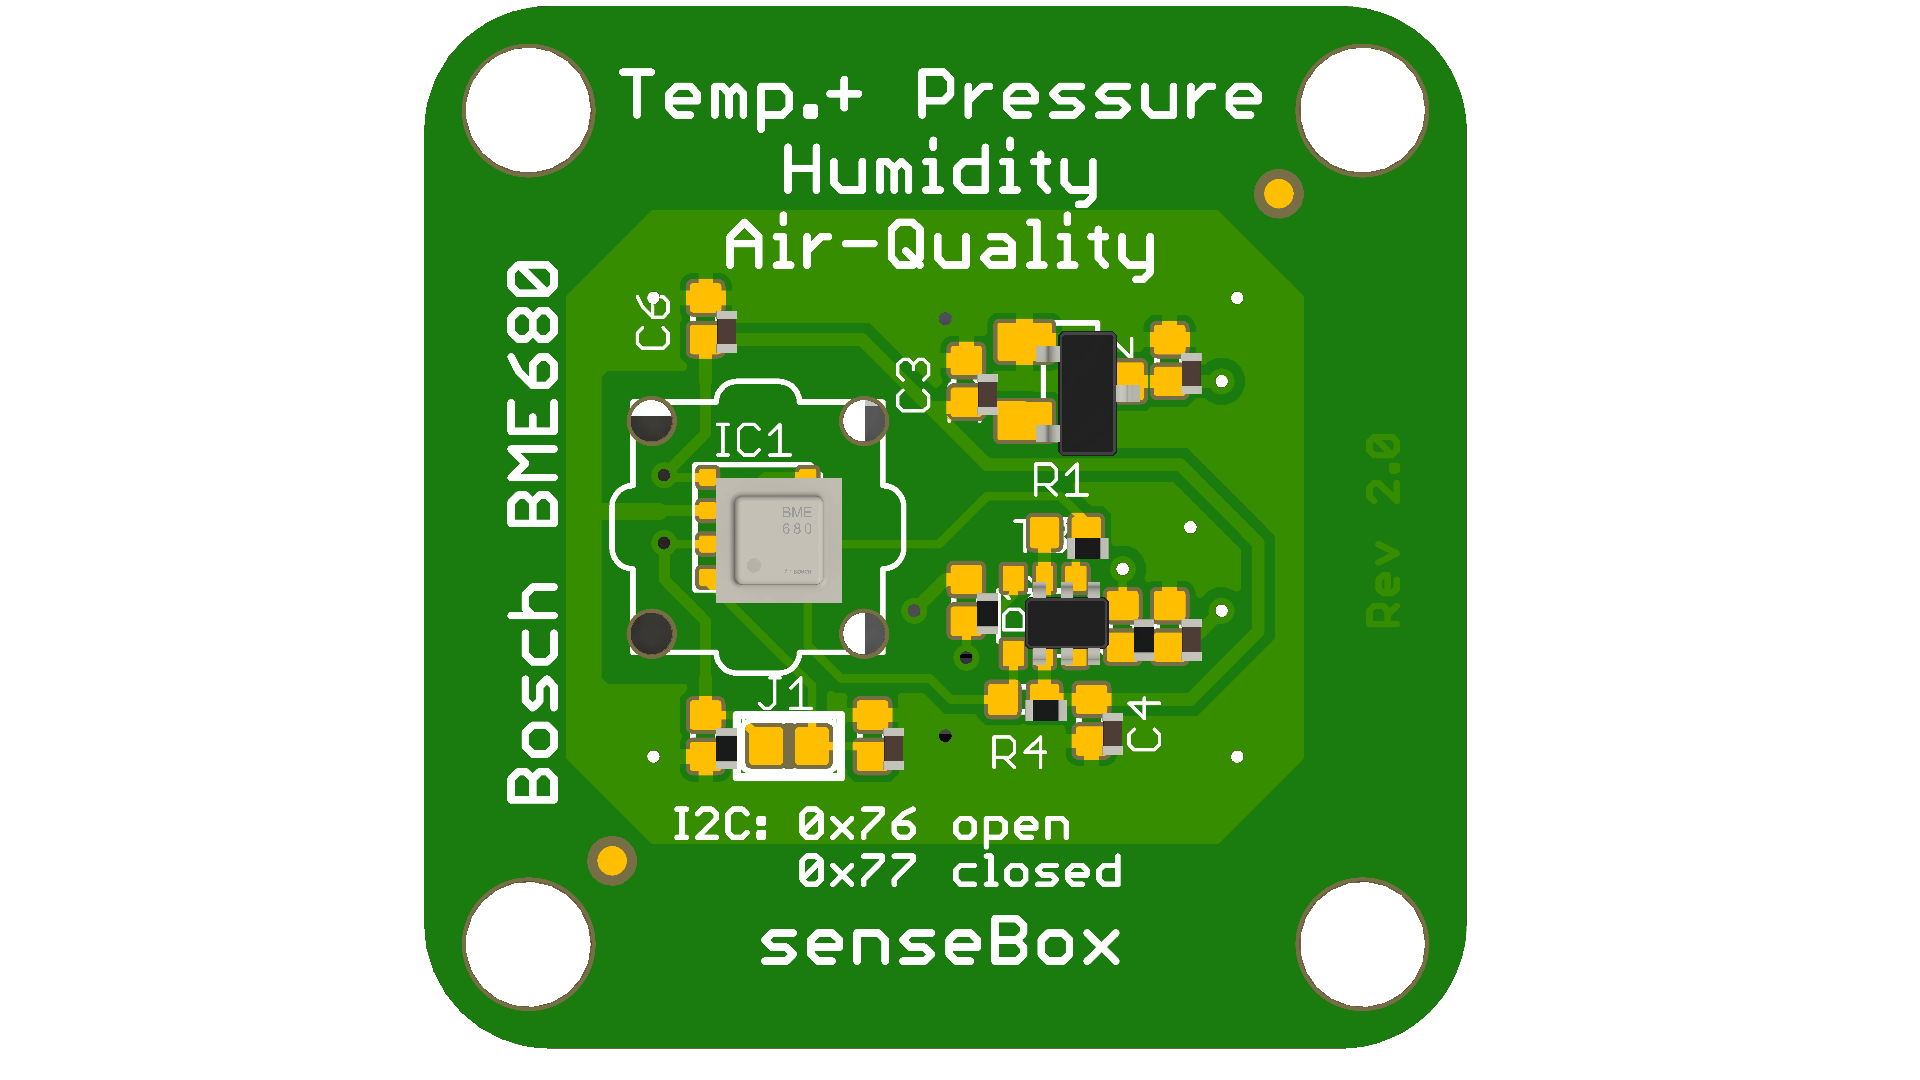 Temp.+ Pressure
Humidity
Air-Quality
Bosch BME680
C6
C3
IC1
R1
BME
680
Rev 2.0
J1
R4
C4
I2C: 0x76 open
0x77 closed
senseBox